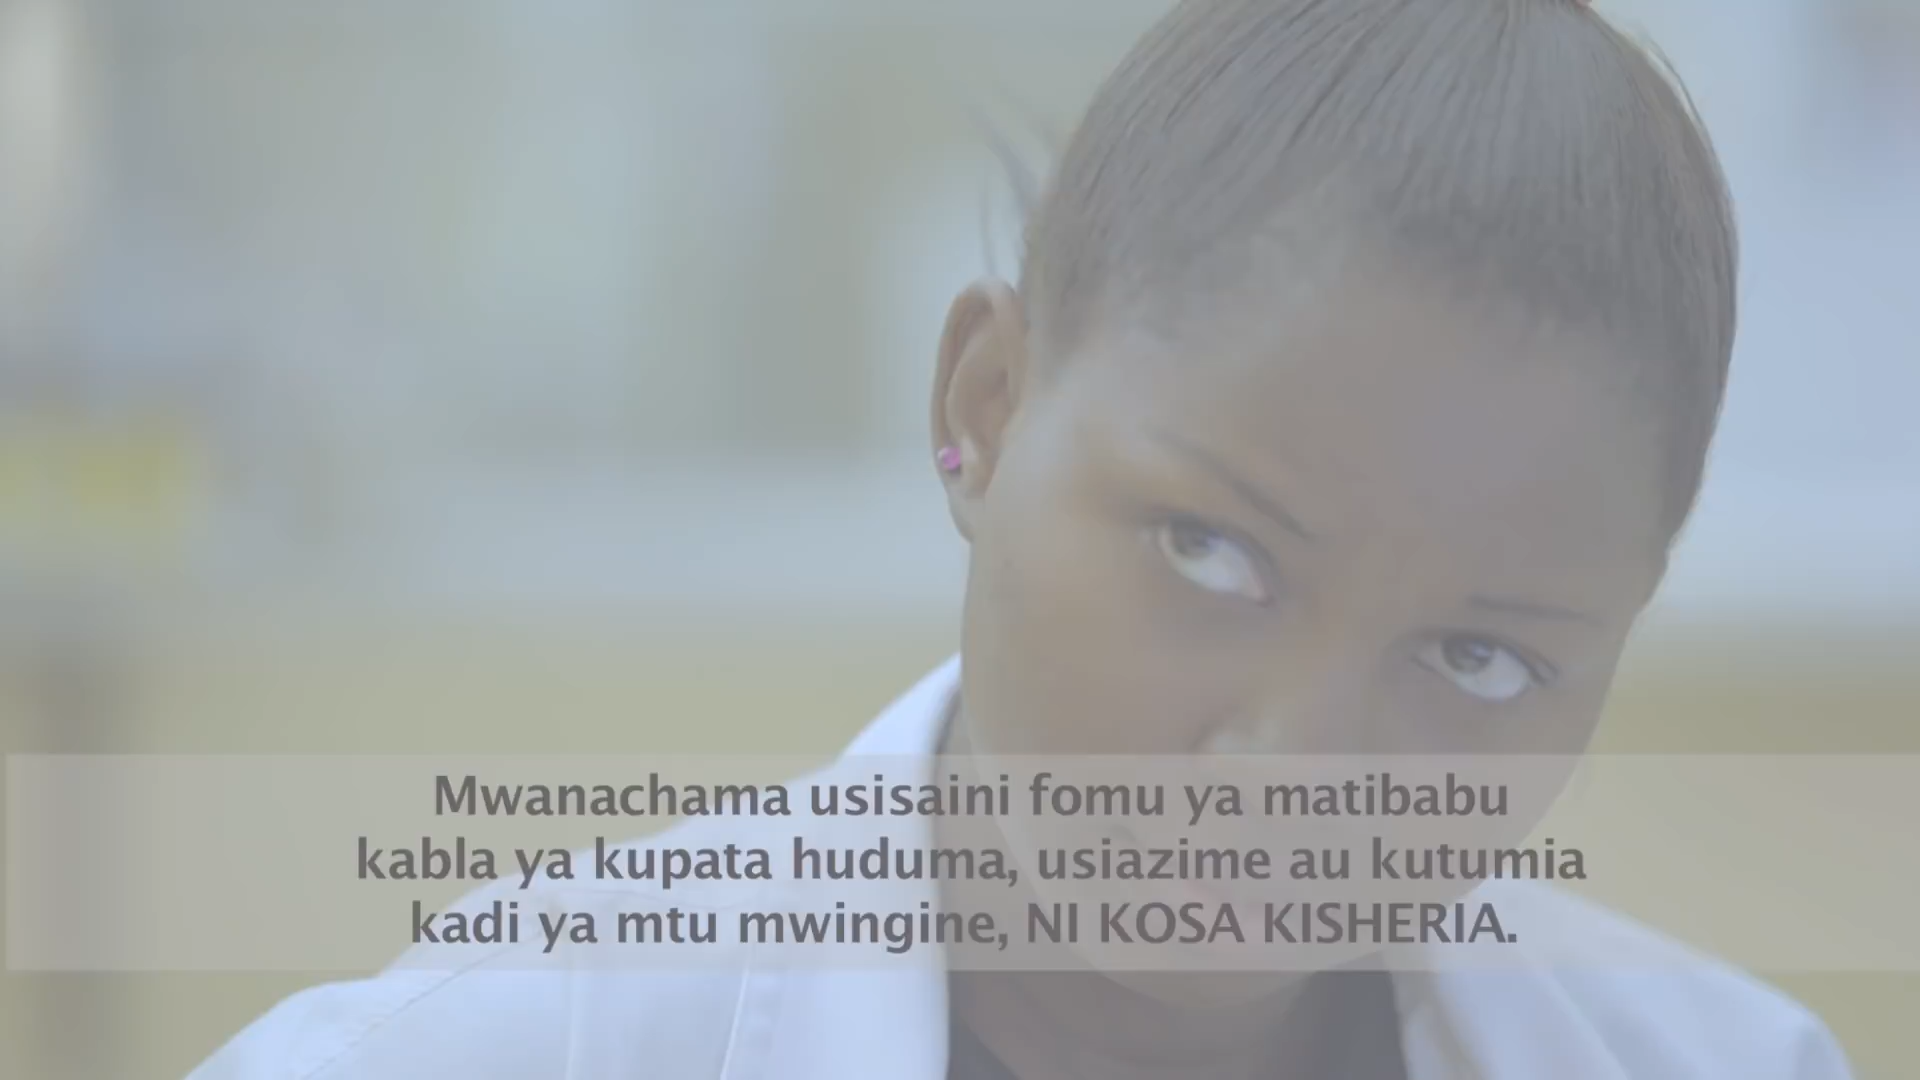 Mwanachama usisaini fomu ya matibabu
kabla ya kupata huduma, usiazime au kutumia
kadi ya mtu mwingine, NI KOSA KISHERIA.